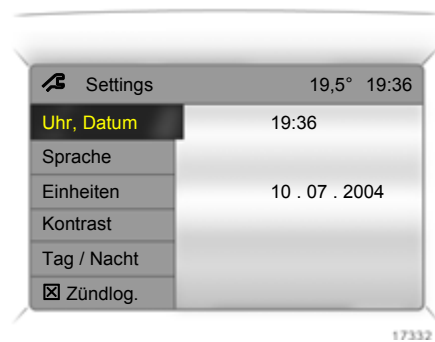 Settings 19,5° 19:36
Uhr, Datum 19:36
Sprache
Einheiten 10 . 07 . 2004
Kontrast
Tag / Nacht
Zündlog.
17332